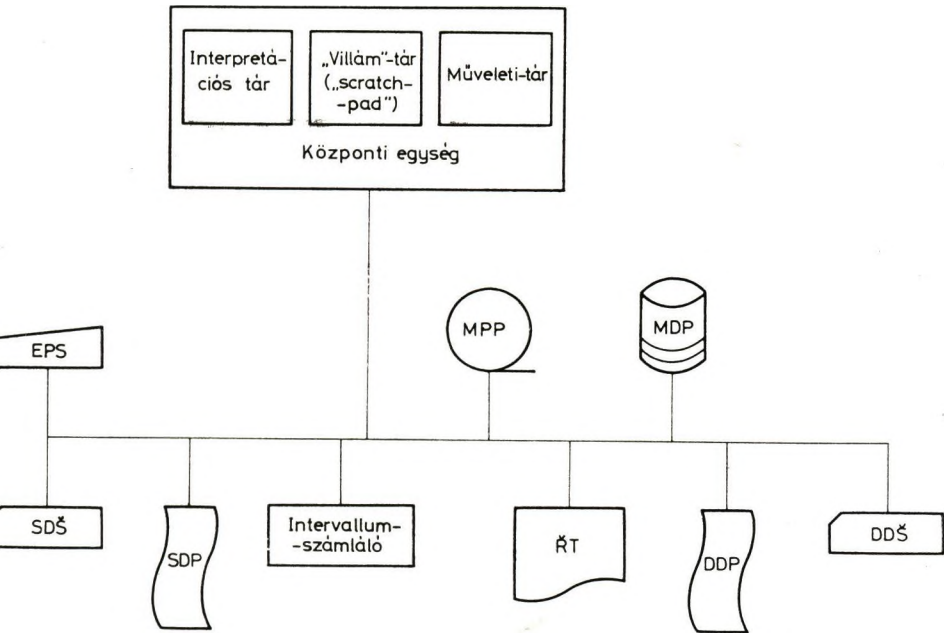 Interpretá-
ciós tár
„Villám"-tár
(„scratch-
-pad")
Műveleti-tár
Központi egység
EPS
MPP
MDP
SDŠ
SDP
Intervallum-
-számláló
ŘT
DDP
DDŠ